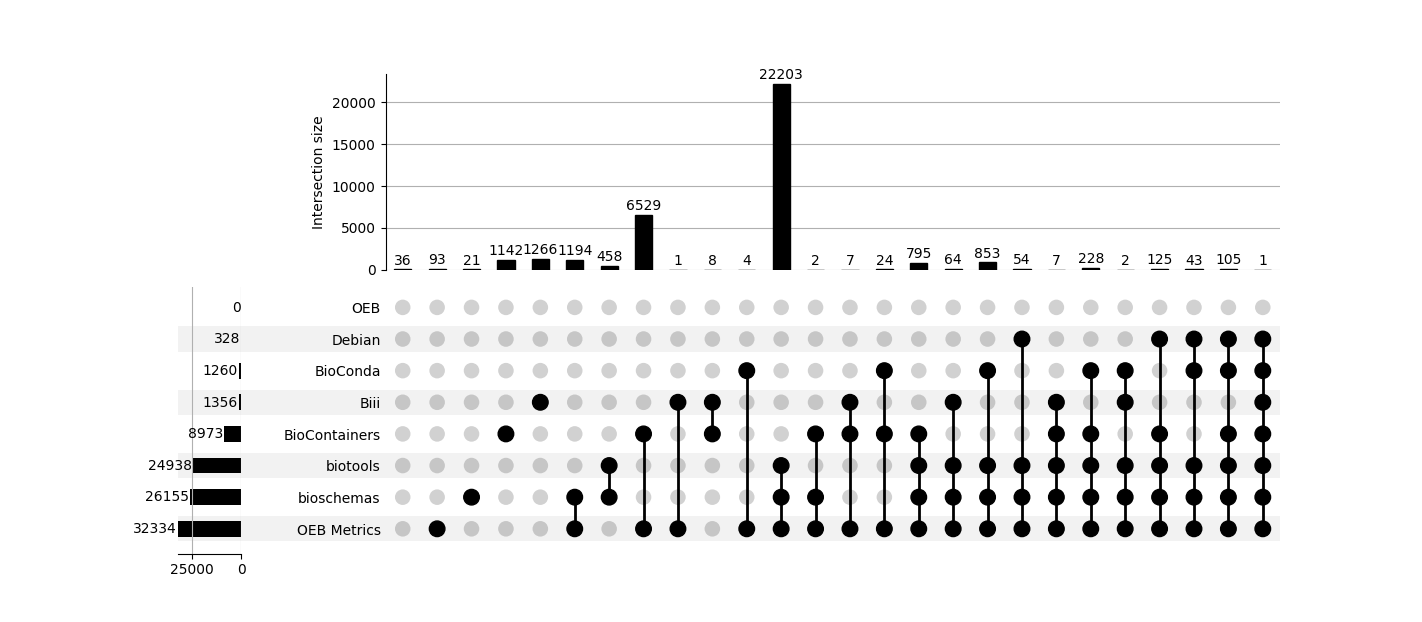 22203
20000
15000
10000
5000
0
Intersection size
36 93 21 1142 1266 1194 458 6529 1 8 4 2 7 24 795 64 853 54 7 228 2 125 43 105 1
0 OEB
328 Debian
1260 BioConda
1356 Biii
8973 BioContainers
24938 biotools
26155 bioschemas
32334 OEB Metrics
25000 0